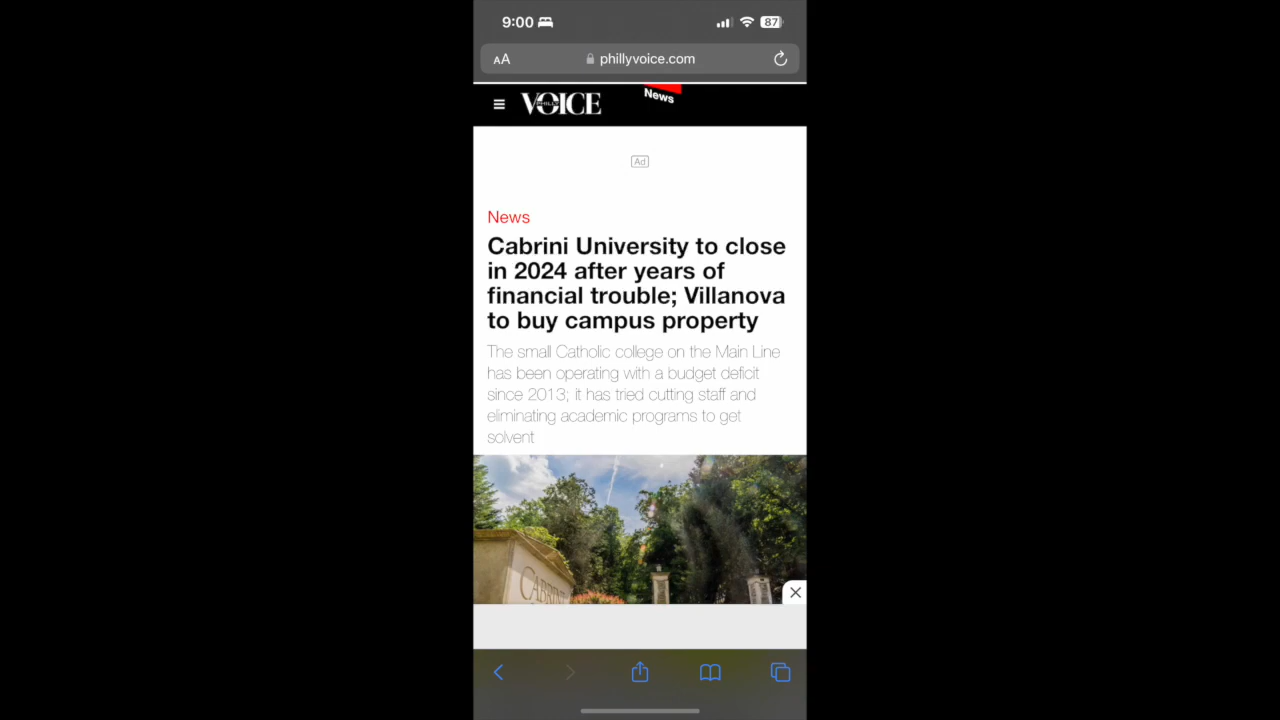 9:00
87
AA
phillyvoice.com
PHILLY
VOICE
News
Ad
News
Cabrini University to close
in 2024 after years of
financial trouble; Villanova
to buy campus property
The small Catholic college on the Main Line
has been operating with a budget deficit
since 2013; it has tried cutting staff and
eliminating academic programs to get
solvent
CABRINI